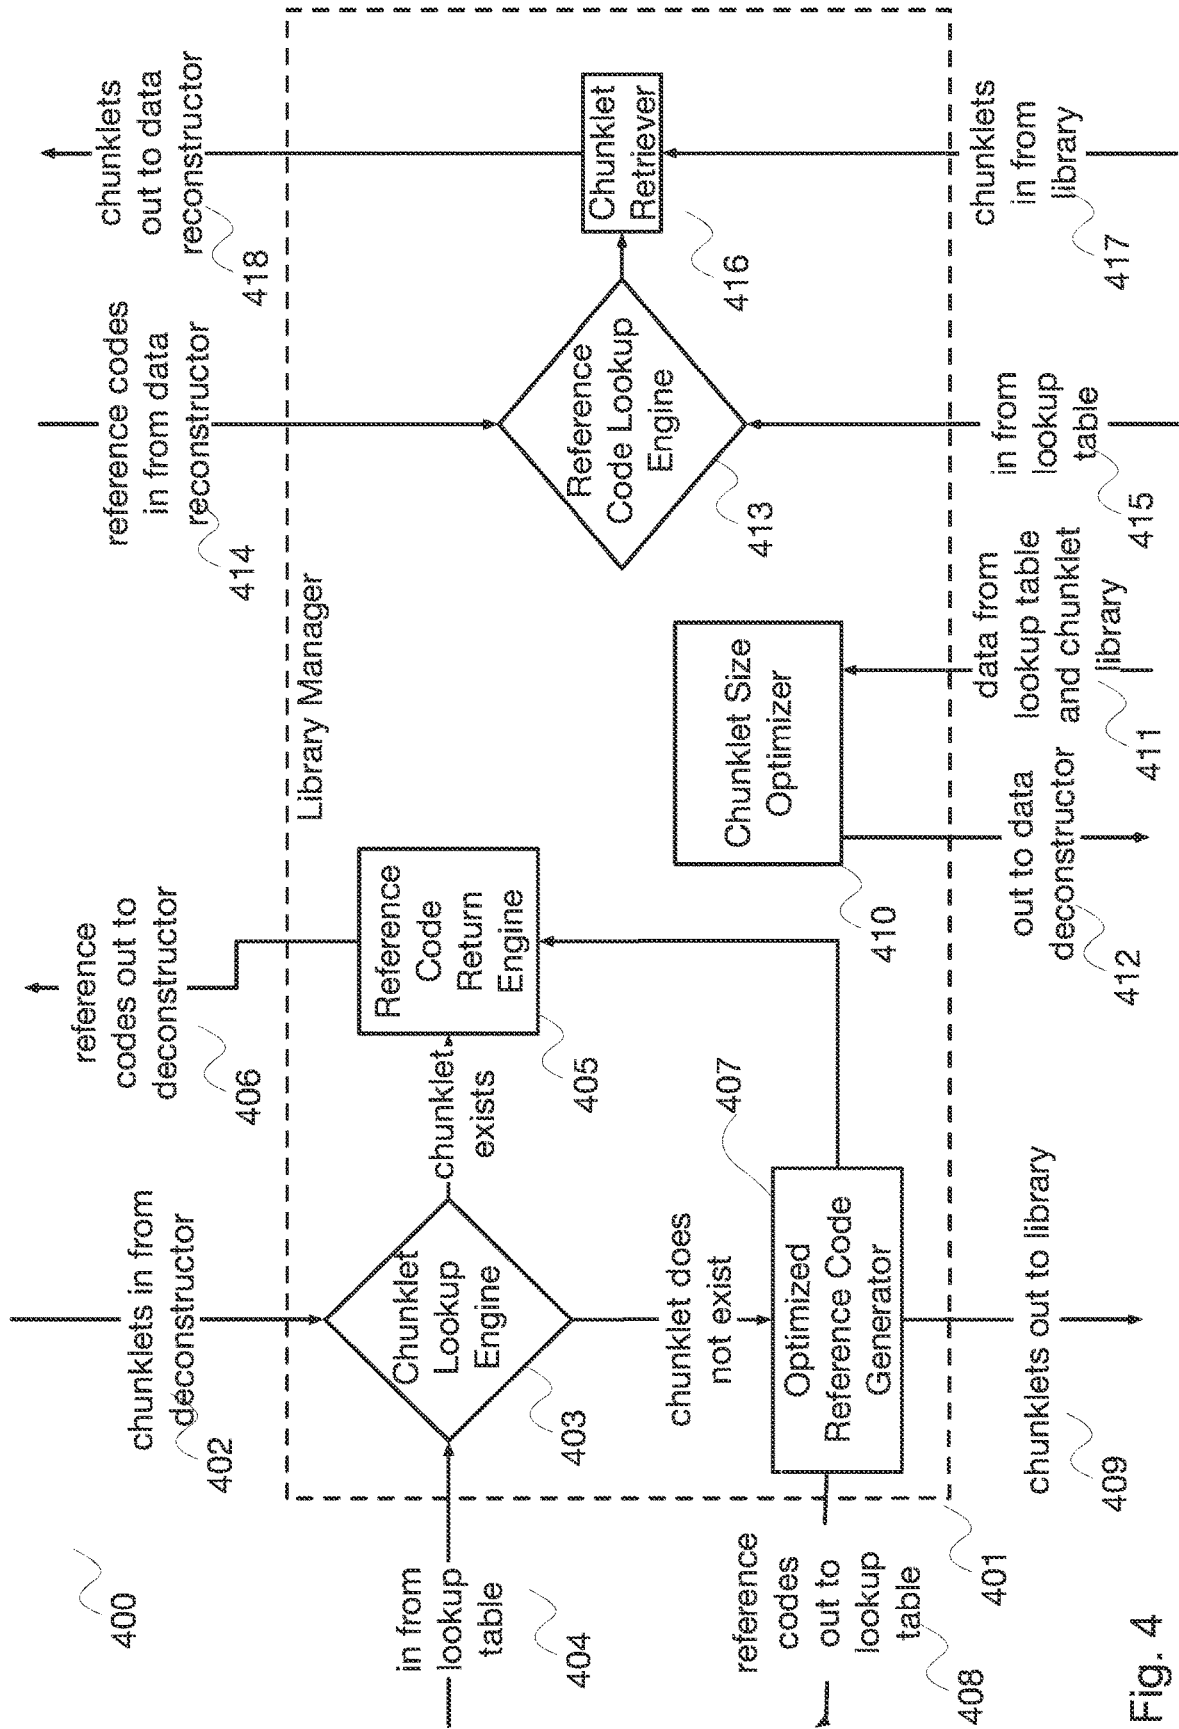 400
chunklets in from
deconstructor
402
reference
codes out to
deconstructor
406
reference codes
in from data
reconstructor
414
chunklets
out to data
reconstructor
418
Library Manager
in from
lookup
table
404
Chunklet
Lookup
Engine
403
chunklet
exists
Reference
Code
Return
Engine
405
chunklet does
not exist
407
Optimized
Reference Code
Generator
reference
codes
out to
lookup
table
408
401
chunklets out to library
409
Chunklet Size
Optimizer
410
out to data
deconstructor
412
data from
lookup table
and chunklet
library
411
Reference
Code Lookup
Engine
413
in from
lookup
table
415
Chunklet
Retriever
416
chunklets
in from
library
417
Fig. 4